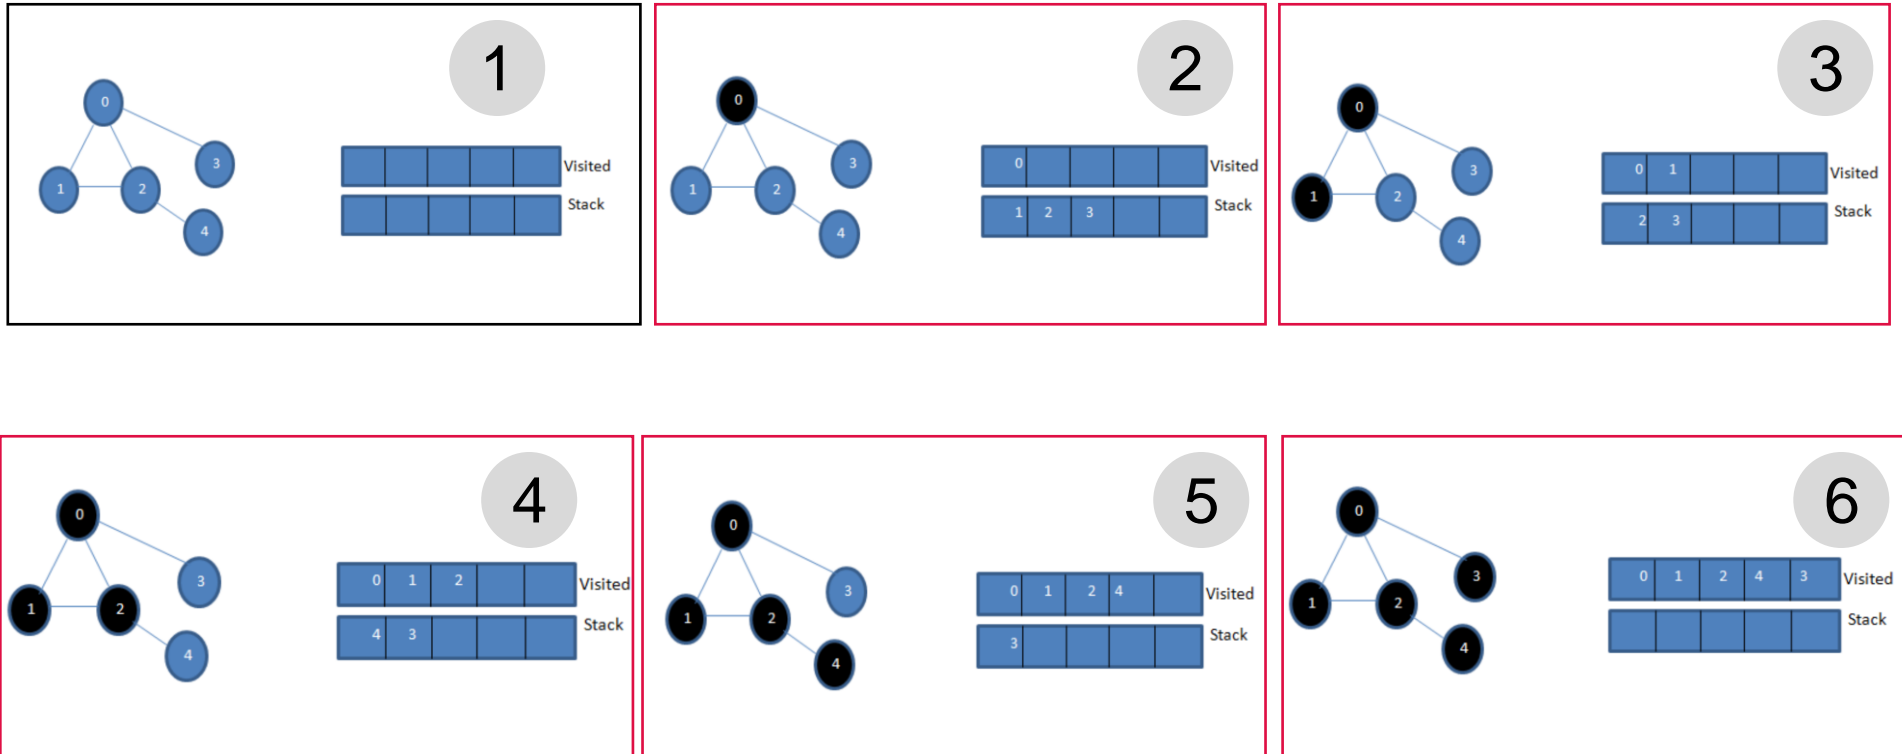 1
0
3
1 2
4
Visited
Stack
2
0
3
1 2
4
0 Visited
1 2 3 Stack
3
0
3
1 2
4
0 1 Visited
2 3 Stack
4
0
3
1 2
4
0 1 2 Visited
4 3 Stack
5
0
3
1 2
4
0 1 2 4 Visited
3 Stack
6
0
3
1 2
4
0 1 2 4 3 Visited
Stack